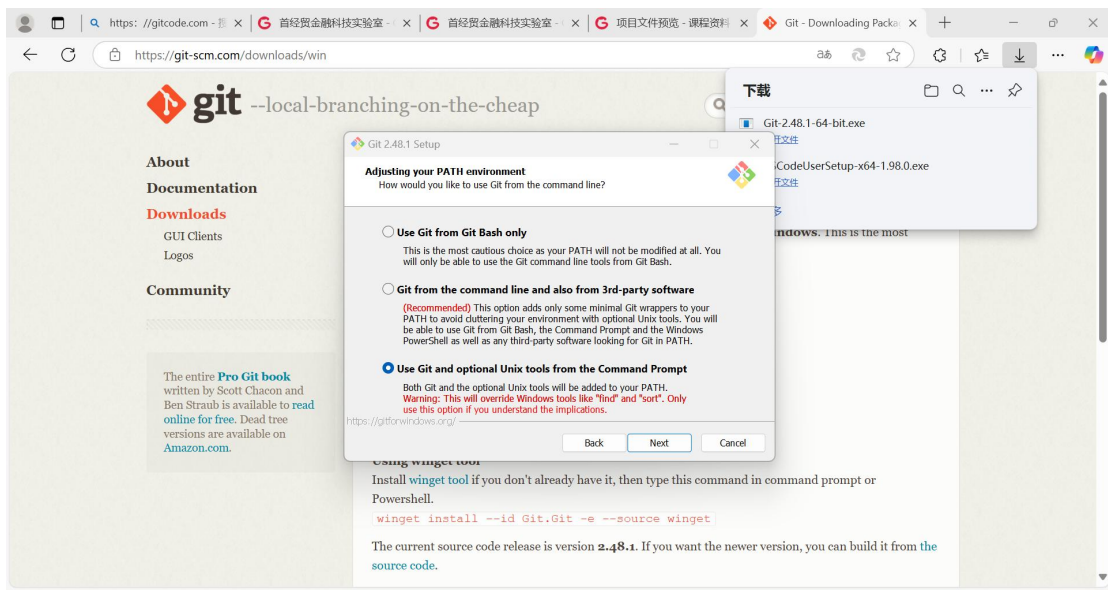 https: //gitcode.com - 搜
首经贸金融科技实验室 -
首经贸金融科技实验室 -
项目文件预览 - 课程资料
Git - Downloading Packa
https://git-scm.com/downloads/win
git --local-branching-on-the-cheap
下载
Git-2.48.1-64-bit.exe
开文件
SCodeUserSetup-x64-1.98.0.exe
开文件
多
About
Documentation
Downloads
GUI Clients
Logos
Community
The entire Pro Git book
written by Scott Chacon and
Ben Straub is available to read
online for free. Dead tree
versions are available on
Amazon.com.
Git 2.48.1 Setup
Adjusting your PATH environment
How would you like to use Git from the command line?
Use Git from Git Bash only
This is the most cautious choice as your PATH will not be modified at all. You
will only be able to use the Git command line tools from Git Bash.
Git from the command line and also from 3rd-party software
(Recommended) This option adds only some minimal Git wrappers to your
PATH to avoid cluttering your environment with optional Unix tools. You will
be able to use Git from Git Bash, the Command Prompt and the Windows
PowerShell as well as any third-party software looking for Git in PATH.
Use Git and optional Unix tools from the Command Prompt
Both Git and the optional Unix tools will be added to your PATH.
Warning: This will override Windows tools like "find" and "sort". Only
use this option if you understand the implications.
https://gitforwindows.org/
Back Next Cancel
indows. This is the most
Using winget tool
Install winget tool if you don't already have it, then type this command in command prompt or
Powershell.
winget install --id Git.Git -e --source winget
The current source code release is version 2.48.1. If you want the newer version, you can build it from the
source code.